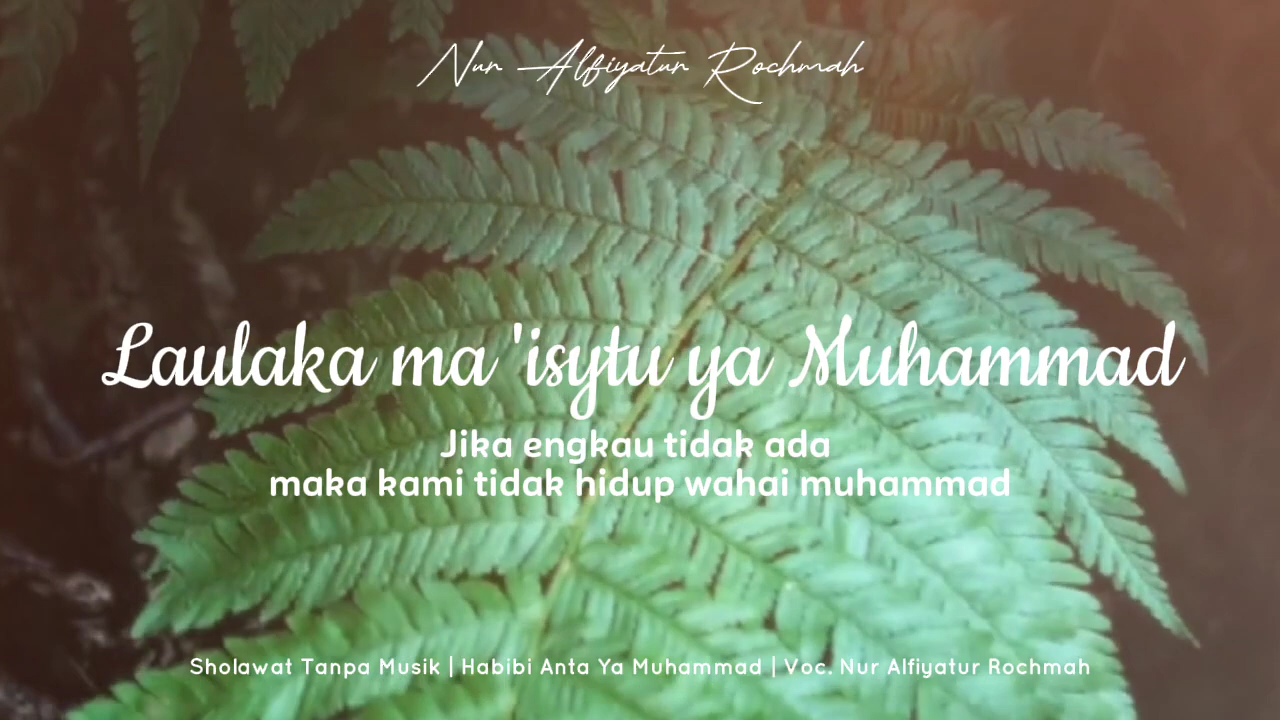 Nur Alfiyatur Rochmah
Laulaka ma 'isytu ya Muhammad
Jika engkau tidak ada
maka kami tidak hidup wahai muhammad
Sholawat Tanpa Musik | Habibi Anta Ya Muhammad | Voc. Nur Alfiyatur Rochmah